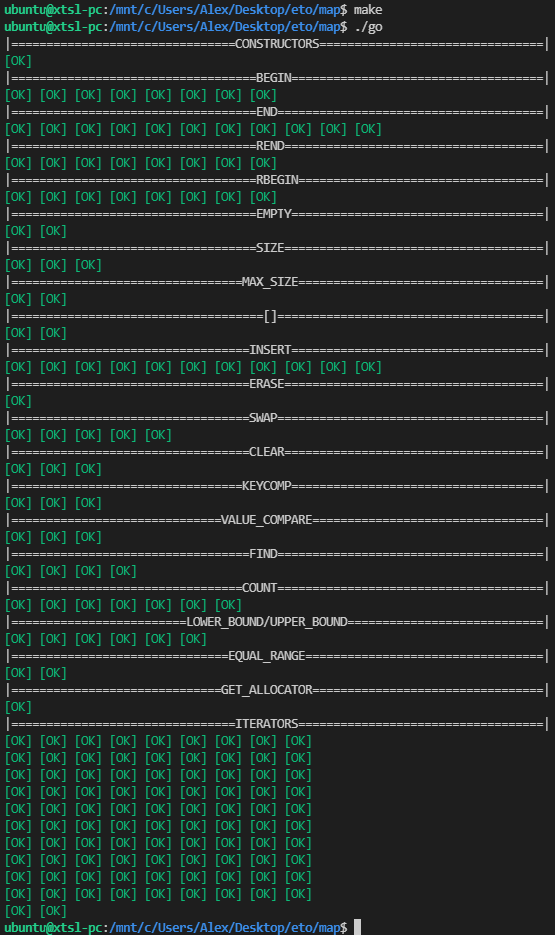 ubuntu@xtsl-pc:/mnt/c/Users/Alex/Desktop/eto/map$ make
ubuntu@xtsl-pc:/mnt/c/Users/Alex/Desktop/eto/map$ ./go
|================================CONSTRUCTORS================================|
[OK]
|===================================BEGIN====================================|
[OK] [OK] [OK] [OK] [OK] [OK] [OK] [OK]
|===================================END======================================|
[OK] [OK] [OK] [OK] [OK] [OK] [OK] [OK] [OK] [OK] [OK]
|===================================REND=====================================|
[OK] [OK] [OK] [OK] [OK] [OK] [OK] [OK]
|===================================RBEGIN===================================|
[OK] [OK] [OK] [OK] [OK] [OK] [OK] [OK]
|===================================EMPTY====================================|
[OK] [OK]
|===================================SIZE=====================================|
[OK] [OK] [OK]
|=================================MAX_SIZE===================================|
[OK] [OK]
|====================================[]======================================|
[OK] [OK]
|==================================INSERT====================================|
[OK] [OK] [OK] [OK] [OK] [OK] [OK] [OK] [OK] [OK] [OK]
|==================================ERASE=====================================|
[OK]
|==================================SWAP======================================|
[OK] [OK] [OK] [OK] [OK]
|==================================CLEAR=====================================|
[OK] [OK] [OK]
|=================================KEYCOMP====================================|
[OK] [OK] [OK]
|==============================VALUE_COMPARE=================================|
[OK] [OK] [OK]
|==================================FIND======================================|
[OK] [OK] [OK] [OK]
|=================================COUNT======================================|
[OK] [OK] [OK] [OK] [OK] [OK] [OK]
|=========================LOWER_BOUND/UPPER_BOUND============================|
[OK] [OK] [OK] [OK] [OK] [OK]
|===============================EQUAL_RANGE==================================|
[OK] [OK]
|==============================GET_ALLOCATOR=================================|
[OK]
|================================ITERATORS===================================|
[OK] [OK] [OK] [OK] [OK] [OK] [OK] [OK] [OK]
[OK] [OK] [OK] [OK] [OK] [OK] [OK] [OK] [OK]
[OK] [OK] [OK] [OK] [OK] [OK] [OK] [OK] [OK]
[OK] [OK] [OK] [OK] [OK] [OK] [OK] [OK] [OK]
[OK] [OK] [OK] [OK] [OK] [OK] [OK] [OK] [OK]
[OK] [OK] [OK] [OK] [OK] [OK] [OK] [OK] [OK]
[OK] [OK] [OK] [OK] [OK] [OK] [OK] [OK] [OK]
[OK] [OK] [OK] [OK] [OK] [OK] [OK] [OK] [OK]
[OK] [OK] [OK] [OK] [OK] [OK] [OK] [OK] [OK]
[OK] [OK] [OK] [OK] [OK] [OK] [OK] [OK] [OK]
[OK] [OK]
ubuntu@xtsl-pc:/mnt/c/Users/Alex/Desktop/eto/map$